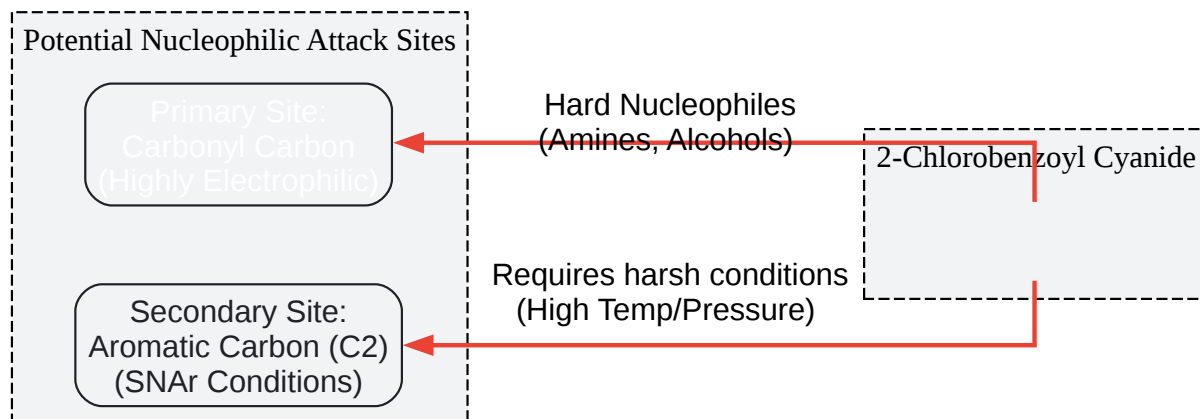 Potential Nucleophilic Attack Sites
Primary Site:
Carbonyl Carbon
(Highly Electrophilic)
Hard Nucleophiles
(Amines, Alcohols)
2-Chlorobenzoyl Cyanide
Requires harsh conditions
(High Temp/Pressure)
Secondary Site:
Aromatic Carbon (C2)
(SNAr Conditions)